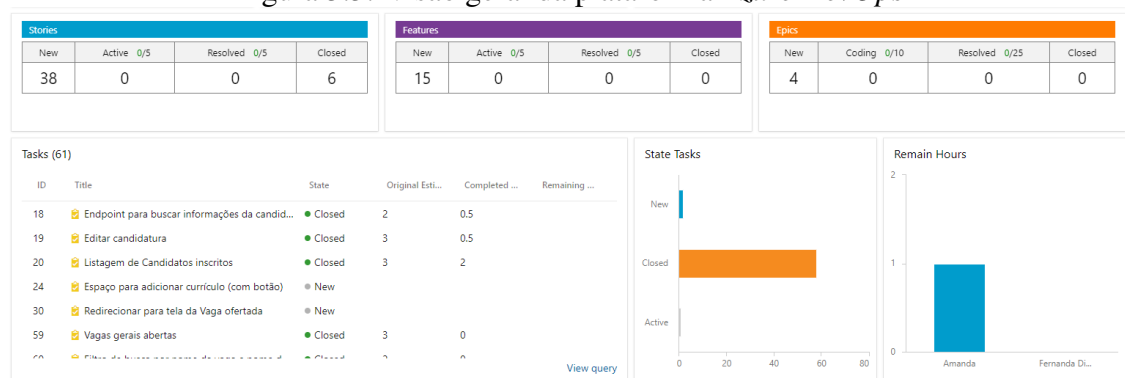 Stories
New Active 0/5 Resolved 0/5 Closed
38 0 0 6
Features
New Active 0/5 Resolved 0/5 Closed
15 0 0 0
Epics
New Coding 0/10 Resolved 0/25 Closed
4 0 0 0
Tasks (61)
ID Title State Original Esti... Completed ... Remaining ...
18 Endpoint para buscar informações da candid... Closed 2 0.5
19 Editar candidatura Closed 3 0.5
20 Listagem de Candidatos inscritos Closed 3 2
24 Espaço para adicionar currículo (com botão) New
30 Redirecionar para tela da Vaga ofertada New
59 Vagas gerais abertas Closed 3 0
View query
State Tasks
New
Closed
Active
0 20 40 60 80
Remain Hours
2
1
0
Amanda Fernanda Di...